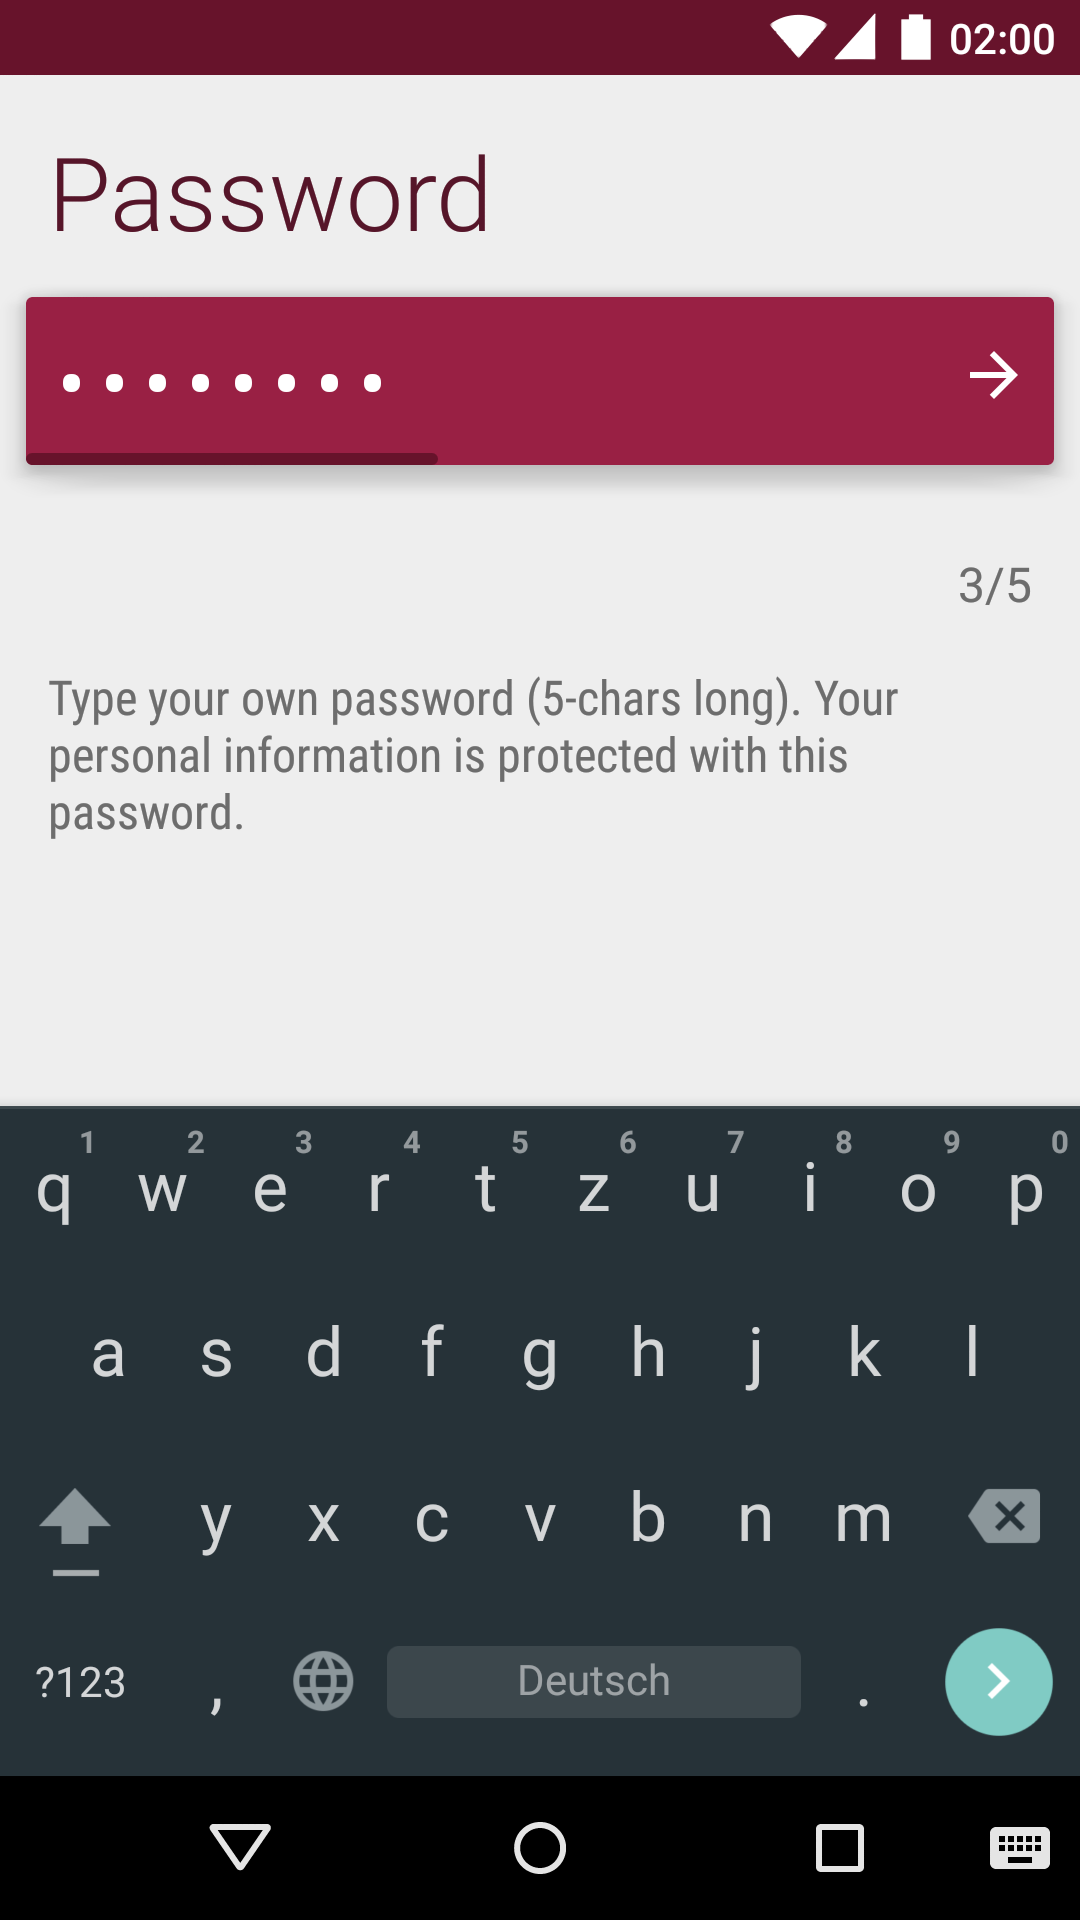 02:00
Password
••••••••
3/5
Type your own password (5-chars long). Your
personal information is protected with this
password.
1 2 3 4 5 6 7 8 9 0
q w e r t z u i o p
a s d f g h j k l
y x c v b n m
?123 , Deutsch .